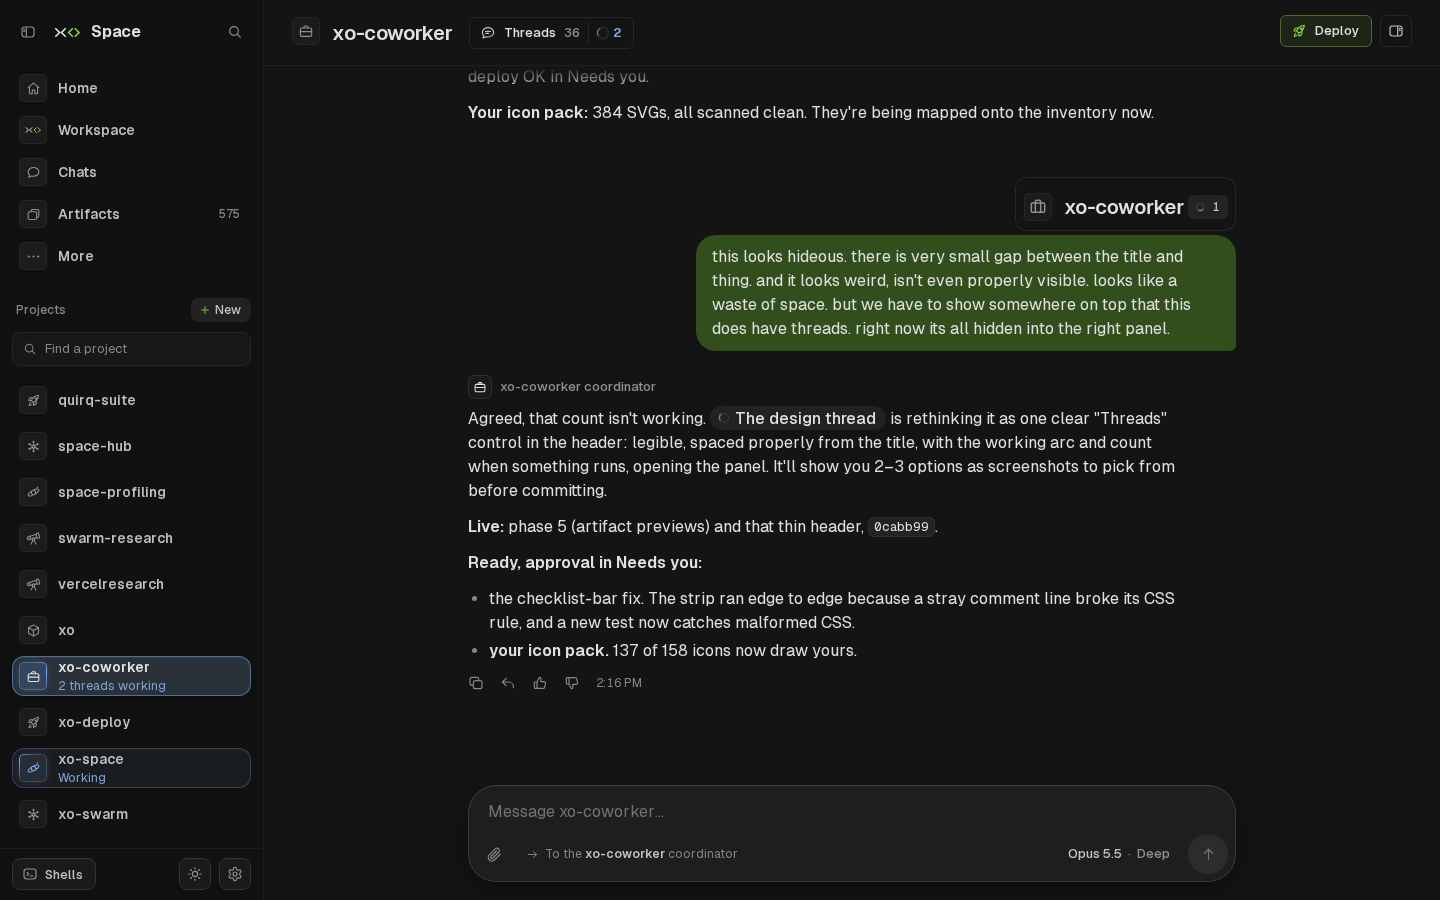 Space
Home
Workspace
Chats
Artifacts 575
More
Projects
+ New
Find a project
quirq-suite
space-hub
space-profiling
swarm-research
vercelresearch
xo
xo-coworker
2 threads working
xo-deploy
xo-space
Working
xo-swarm
Shells
xo-coworker
Threads 36 2
Deploy
deploy OK in Needs you.
Your icon pack: 384 SVGs, all scanned clean. They're being mapped onto the inventory now.
xo-coworker 1
this looks hideous. there is very small gap between the title and
thing. and it looks weird, isn't even properly visible. looks like a
waste of space. but we have to show somewhere on top that this
does have threads. right now its all hidden into the right panel.
xo-coworker coordinator
Agreed, that count isn't working. The design thread is rethinking it as one clear "Threads"
control in the header: legible, spaced properly from the title, with the working arc and count
when something runs, opening the panel. It'll show you 2–3 options as screenshots to pick from
before committing.
Live: phase 5 (artifact previews) and that thin header, 0cabb99.
Ready, approval in Needs you:
• the checklist-bar fix. The strip ran edge to edge because a stray comment line broke its CSS
rule, and a new test now catches malformed CSS.
• your icon pack. 137 of 158 icons now draw yours.
2:16 PM
Message xo-coworker...
→ To the xo-coworker coordinator
Opus 5.5 · Deep